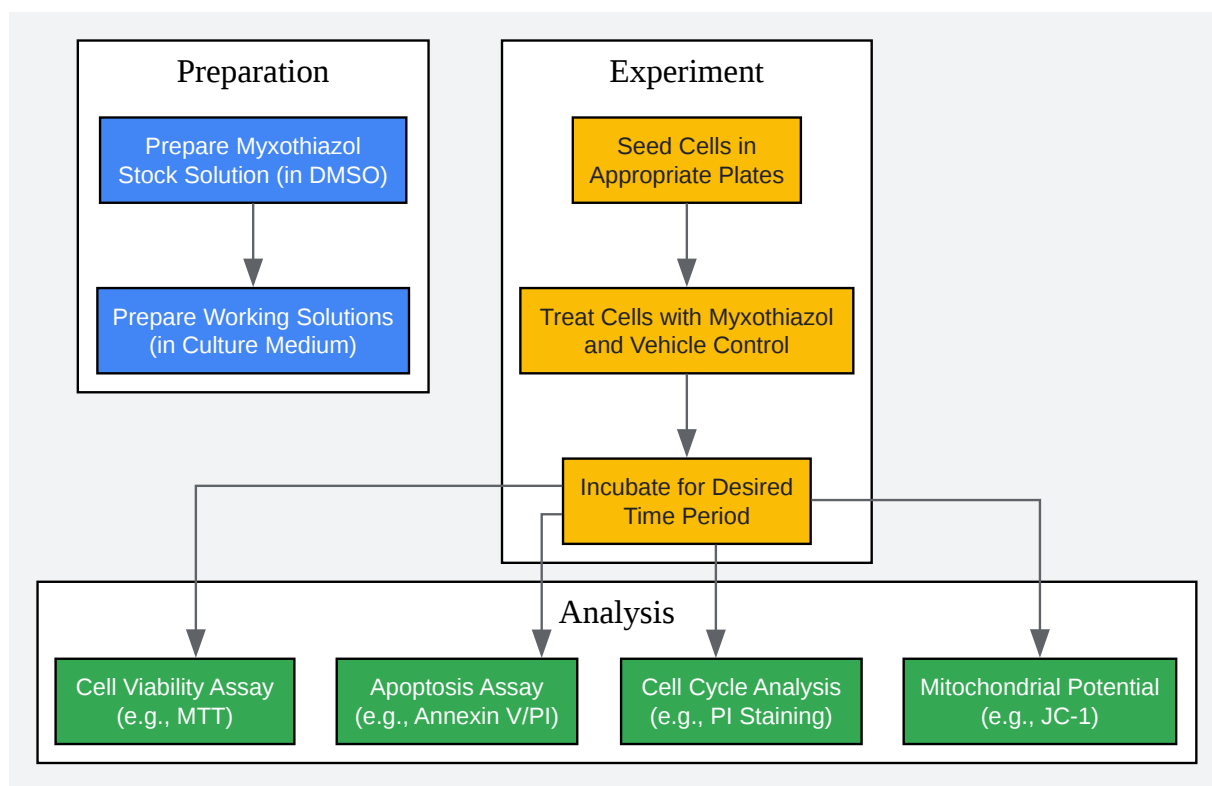 Preparation
Prepare Myxothiazol
Stock Solution (in DMSO)
Prepare Working Solutions
(in Culture Medium)
Experiment
Seed Cells in
Appropriate Plates
Treat Cells with Myxothiazol
and Vehicle Control
Incubate for Desired
Time Period
Analysis
Cell Viability Assay
(e.g., MTT)
Apoptosis Assay
(e.g., Annexin V/PI)
Cell Cycle Analysis
(e.g., PI Staining)
Mitochondrial Potential
(e.g., JC-1)